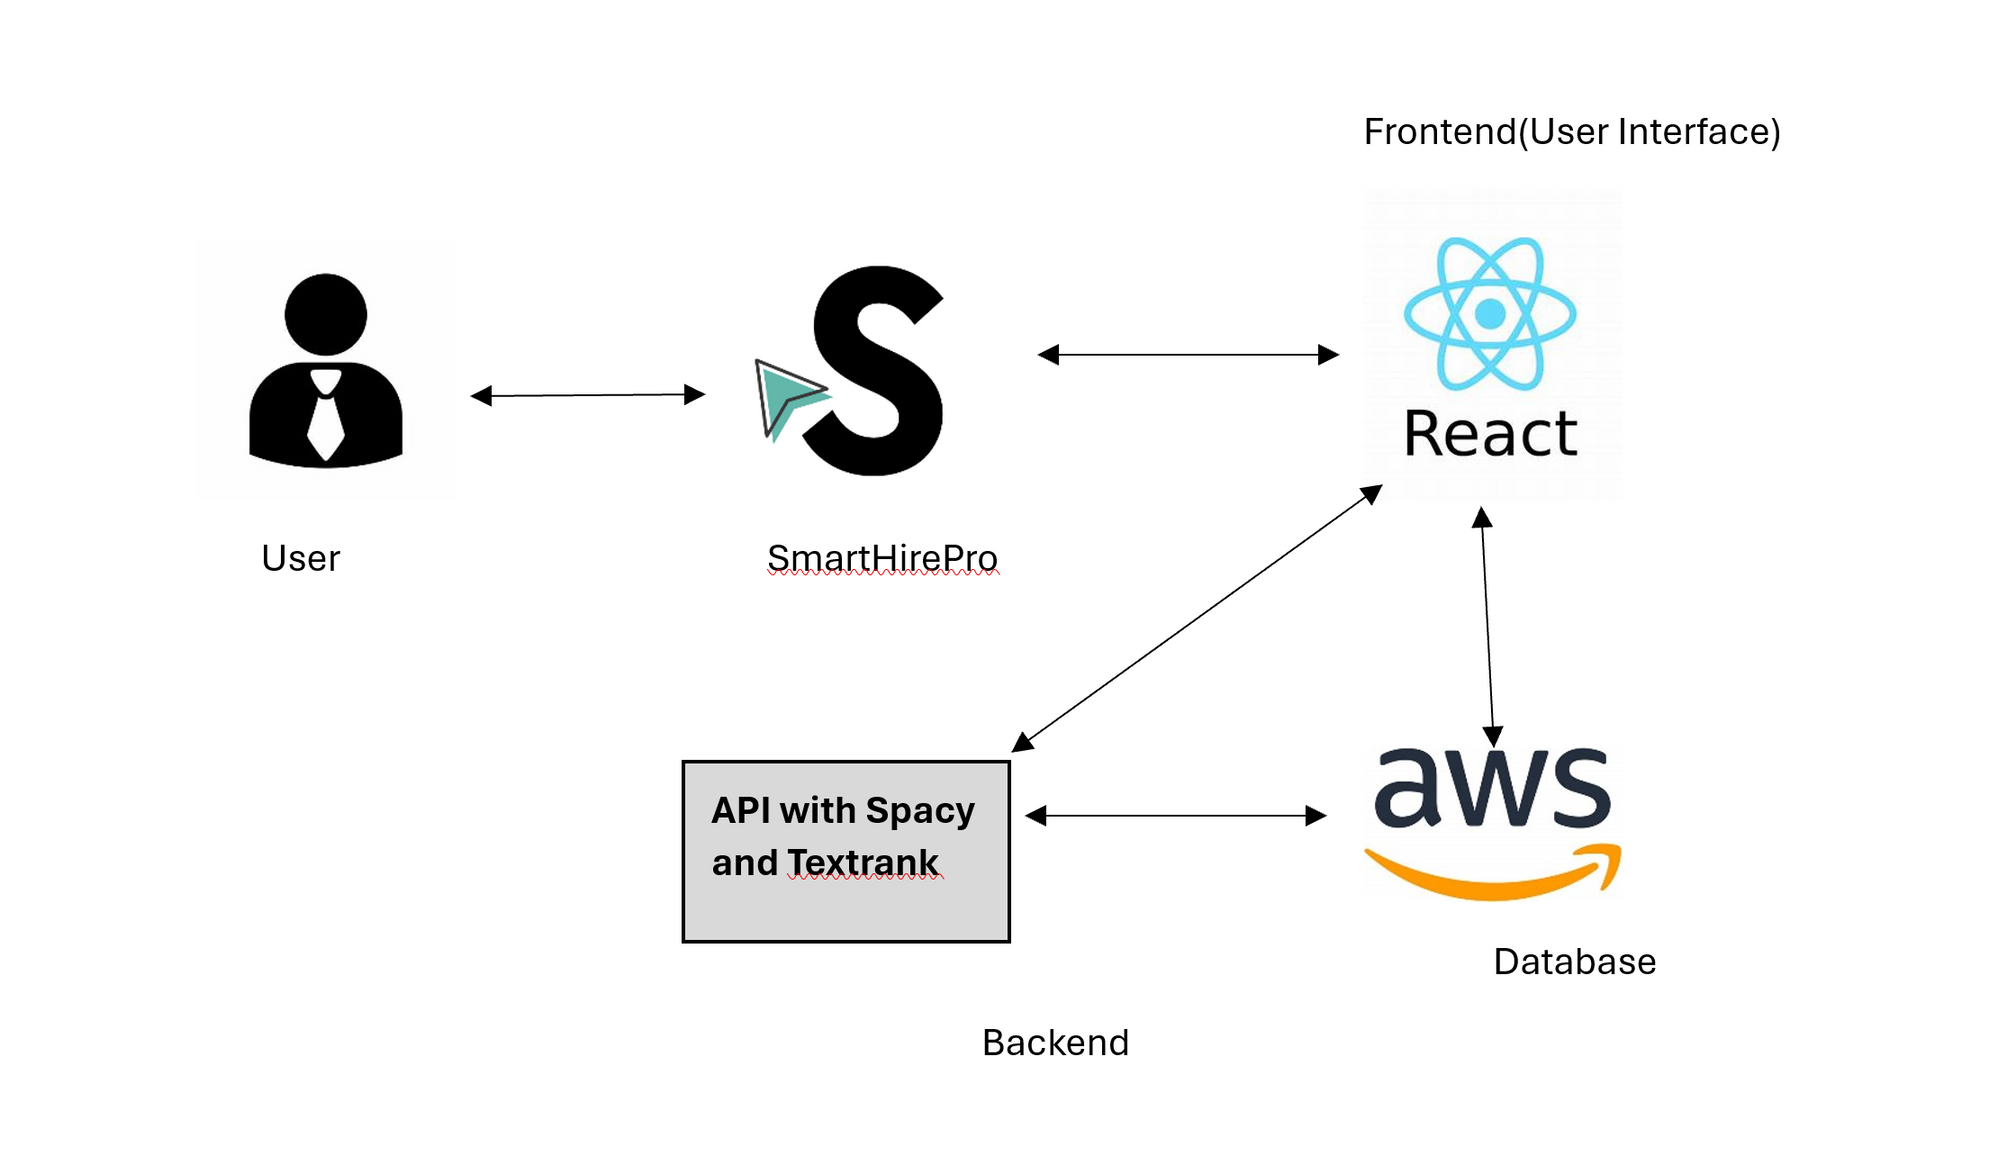 Frontend(User Interface)
React
User
SmartHirePro
API with Spacy
and Textrank
aws
Database
Backend